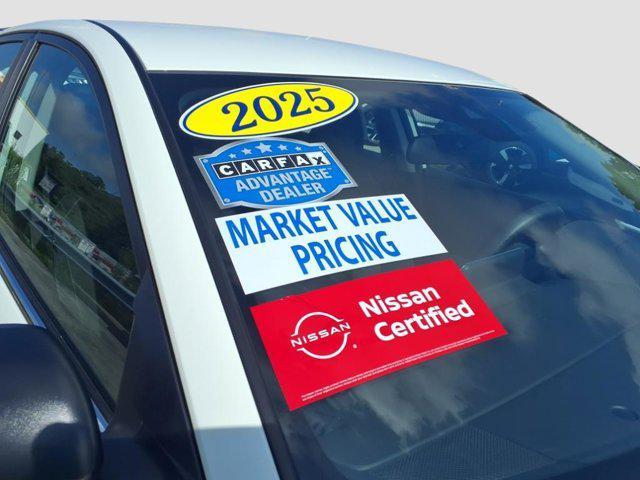 2025
CARFAX
ADVANTAGE
DEALER
MARKET VALUE
PRICING
NISSAN
Nissan
Certified